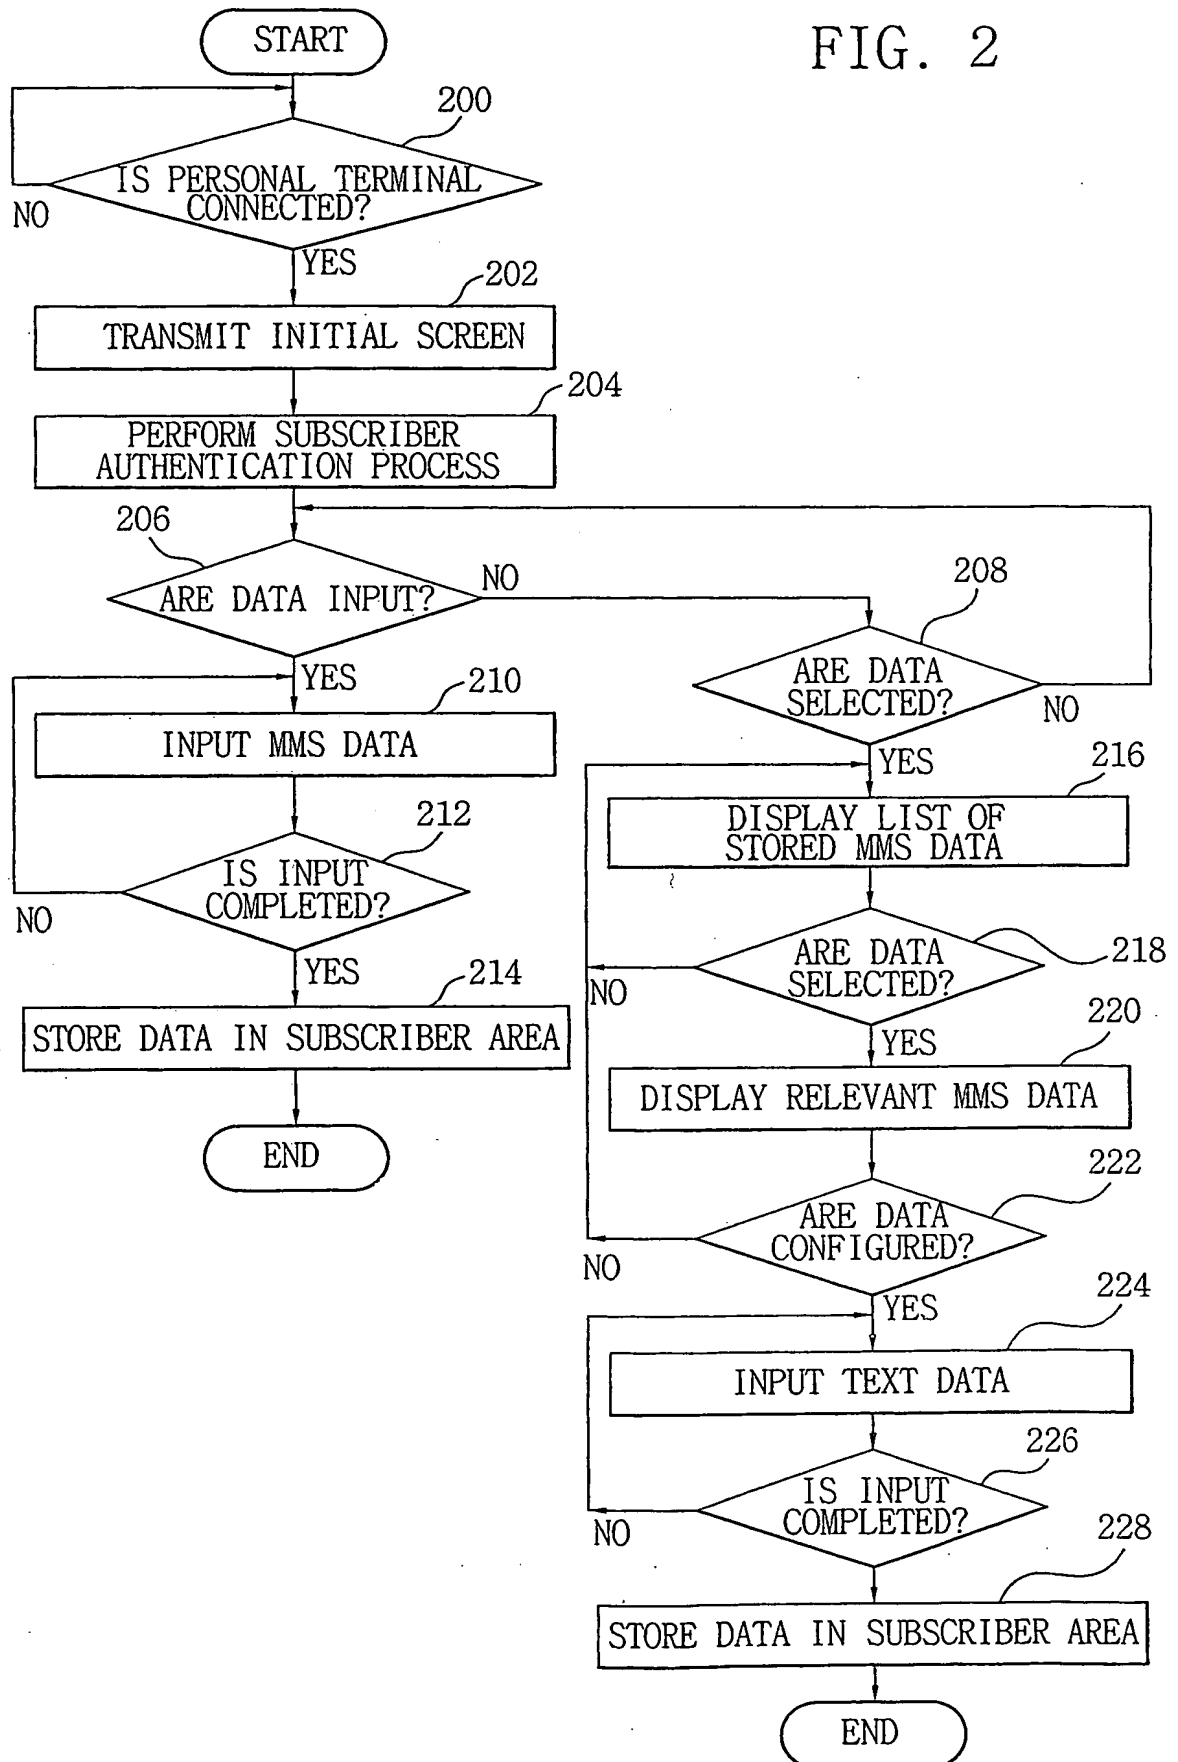 FIG. 2
START
200
IS PERSONAL TERMINAL
CONNECTED?
NO
YES
202
TRANSMIT INITIAL SCREEN
204
PERFORM SUBSCRIBER
AUTHENTICATION PROCESS
206
ARE DATA INPUT?
NO
YES
208
ARE DATA
SELECTED?
NO
YES
210
INPUT MMS DATA
212
IS INPUT
COMPLETED?
NO
YES
214
STORE DATA IN SUBSCRIBER AREA
END
216
DISPLAY LIST OF
STORED MMS DATA
218
ARE DATA
SELECTED?
NO
YES
220
DISPLAY RELEVANT MMS DATA
222
ARE DATA
CONFIGURED?
NO
YES
224
INPUT TEXT DATA
226
IS INPUT
COMPLETED?
NO
228
STORE DATA IN SUBSCRIBER AREA
END